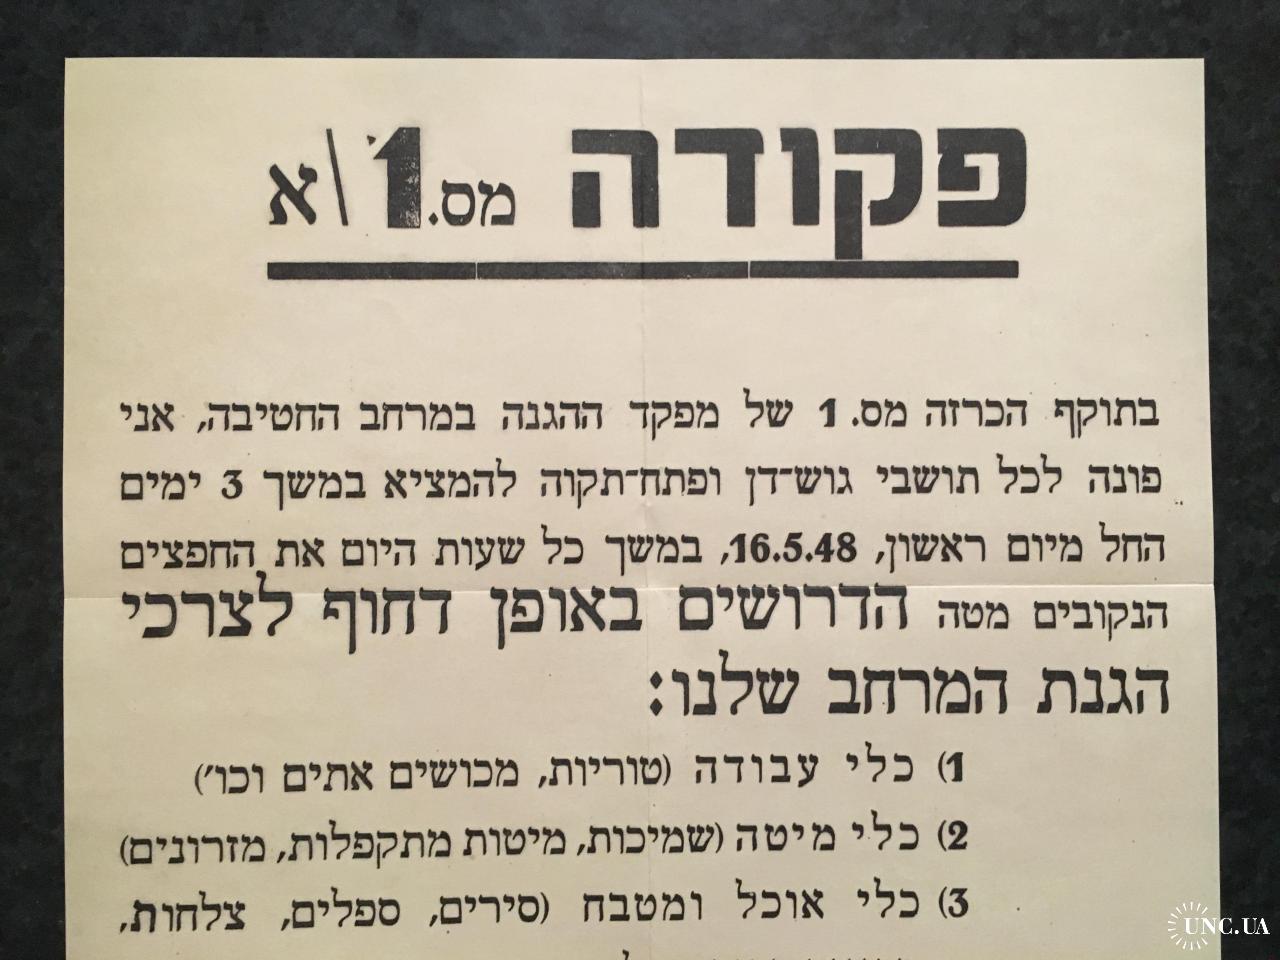 פקודה מס. 1\א
בתוקף הכרזה מס. 1 של מפקד ההגנה במרחב החטיבה, אני
פונה לכל תושבי גוש־דן ופתח־תקוה להמציא במשך 3 ימים
החל מיום ראשון, 16.5.48, במשך כל שעות היום את החפצים
הנקובים מטה הדרושים באופן דחוף לצרכי
הגנת המרחב שלנו:
1) כלי עבודה (טוריות, מכושים אתים וכו')
2) כלי מיטה (שמיכות, מיטות מתקפלות, מזרונים)
3) כלי אוכל ומטבח (סירים, ספלים, צלחות,
UNC.UA